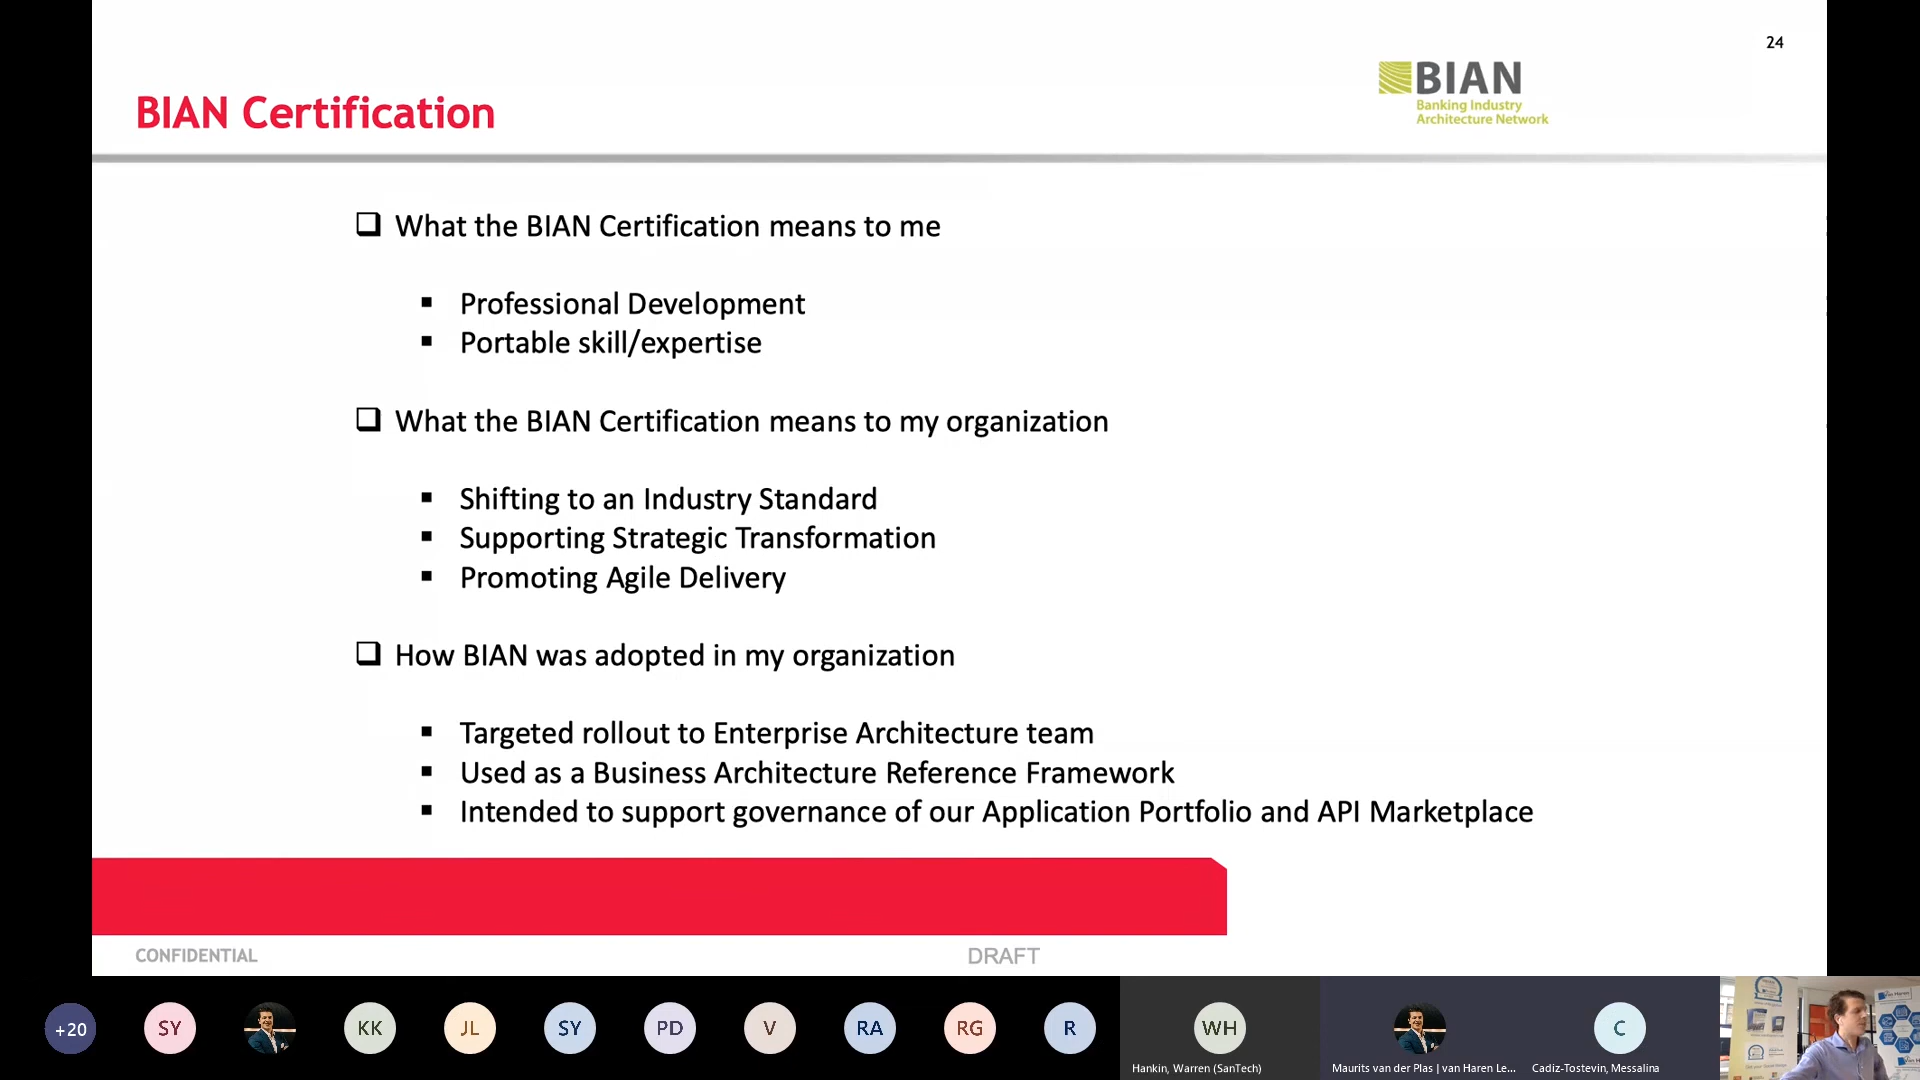 24
BIAN
Banking Industry
Architecture Network
BIAN Certification
What the BIAN Certification means to me
Professional Development
Portable skill/expertise
What the BIAN Certification means to my organization
Shifting to an Industry Standard
Supporting Strategic Transformation
Promoting Agile Delivery
How BIAN was adopted in my organization
Targeted rollout to Enterprise Architecture team
Used as a Business Architecture Reference Framework
Intended to support governance of our Application Portfolio and API Marketplace
CONFIDENTIAL
DRAFT
+20
SY
KK
JL
SY
PD
V
RA
RG
R
WH
C
Hankin, Warren (SanTech)
Maurits van der Plas | van Haren Le...
Cadiz-Tostevin, Messalina